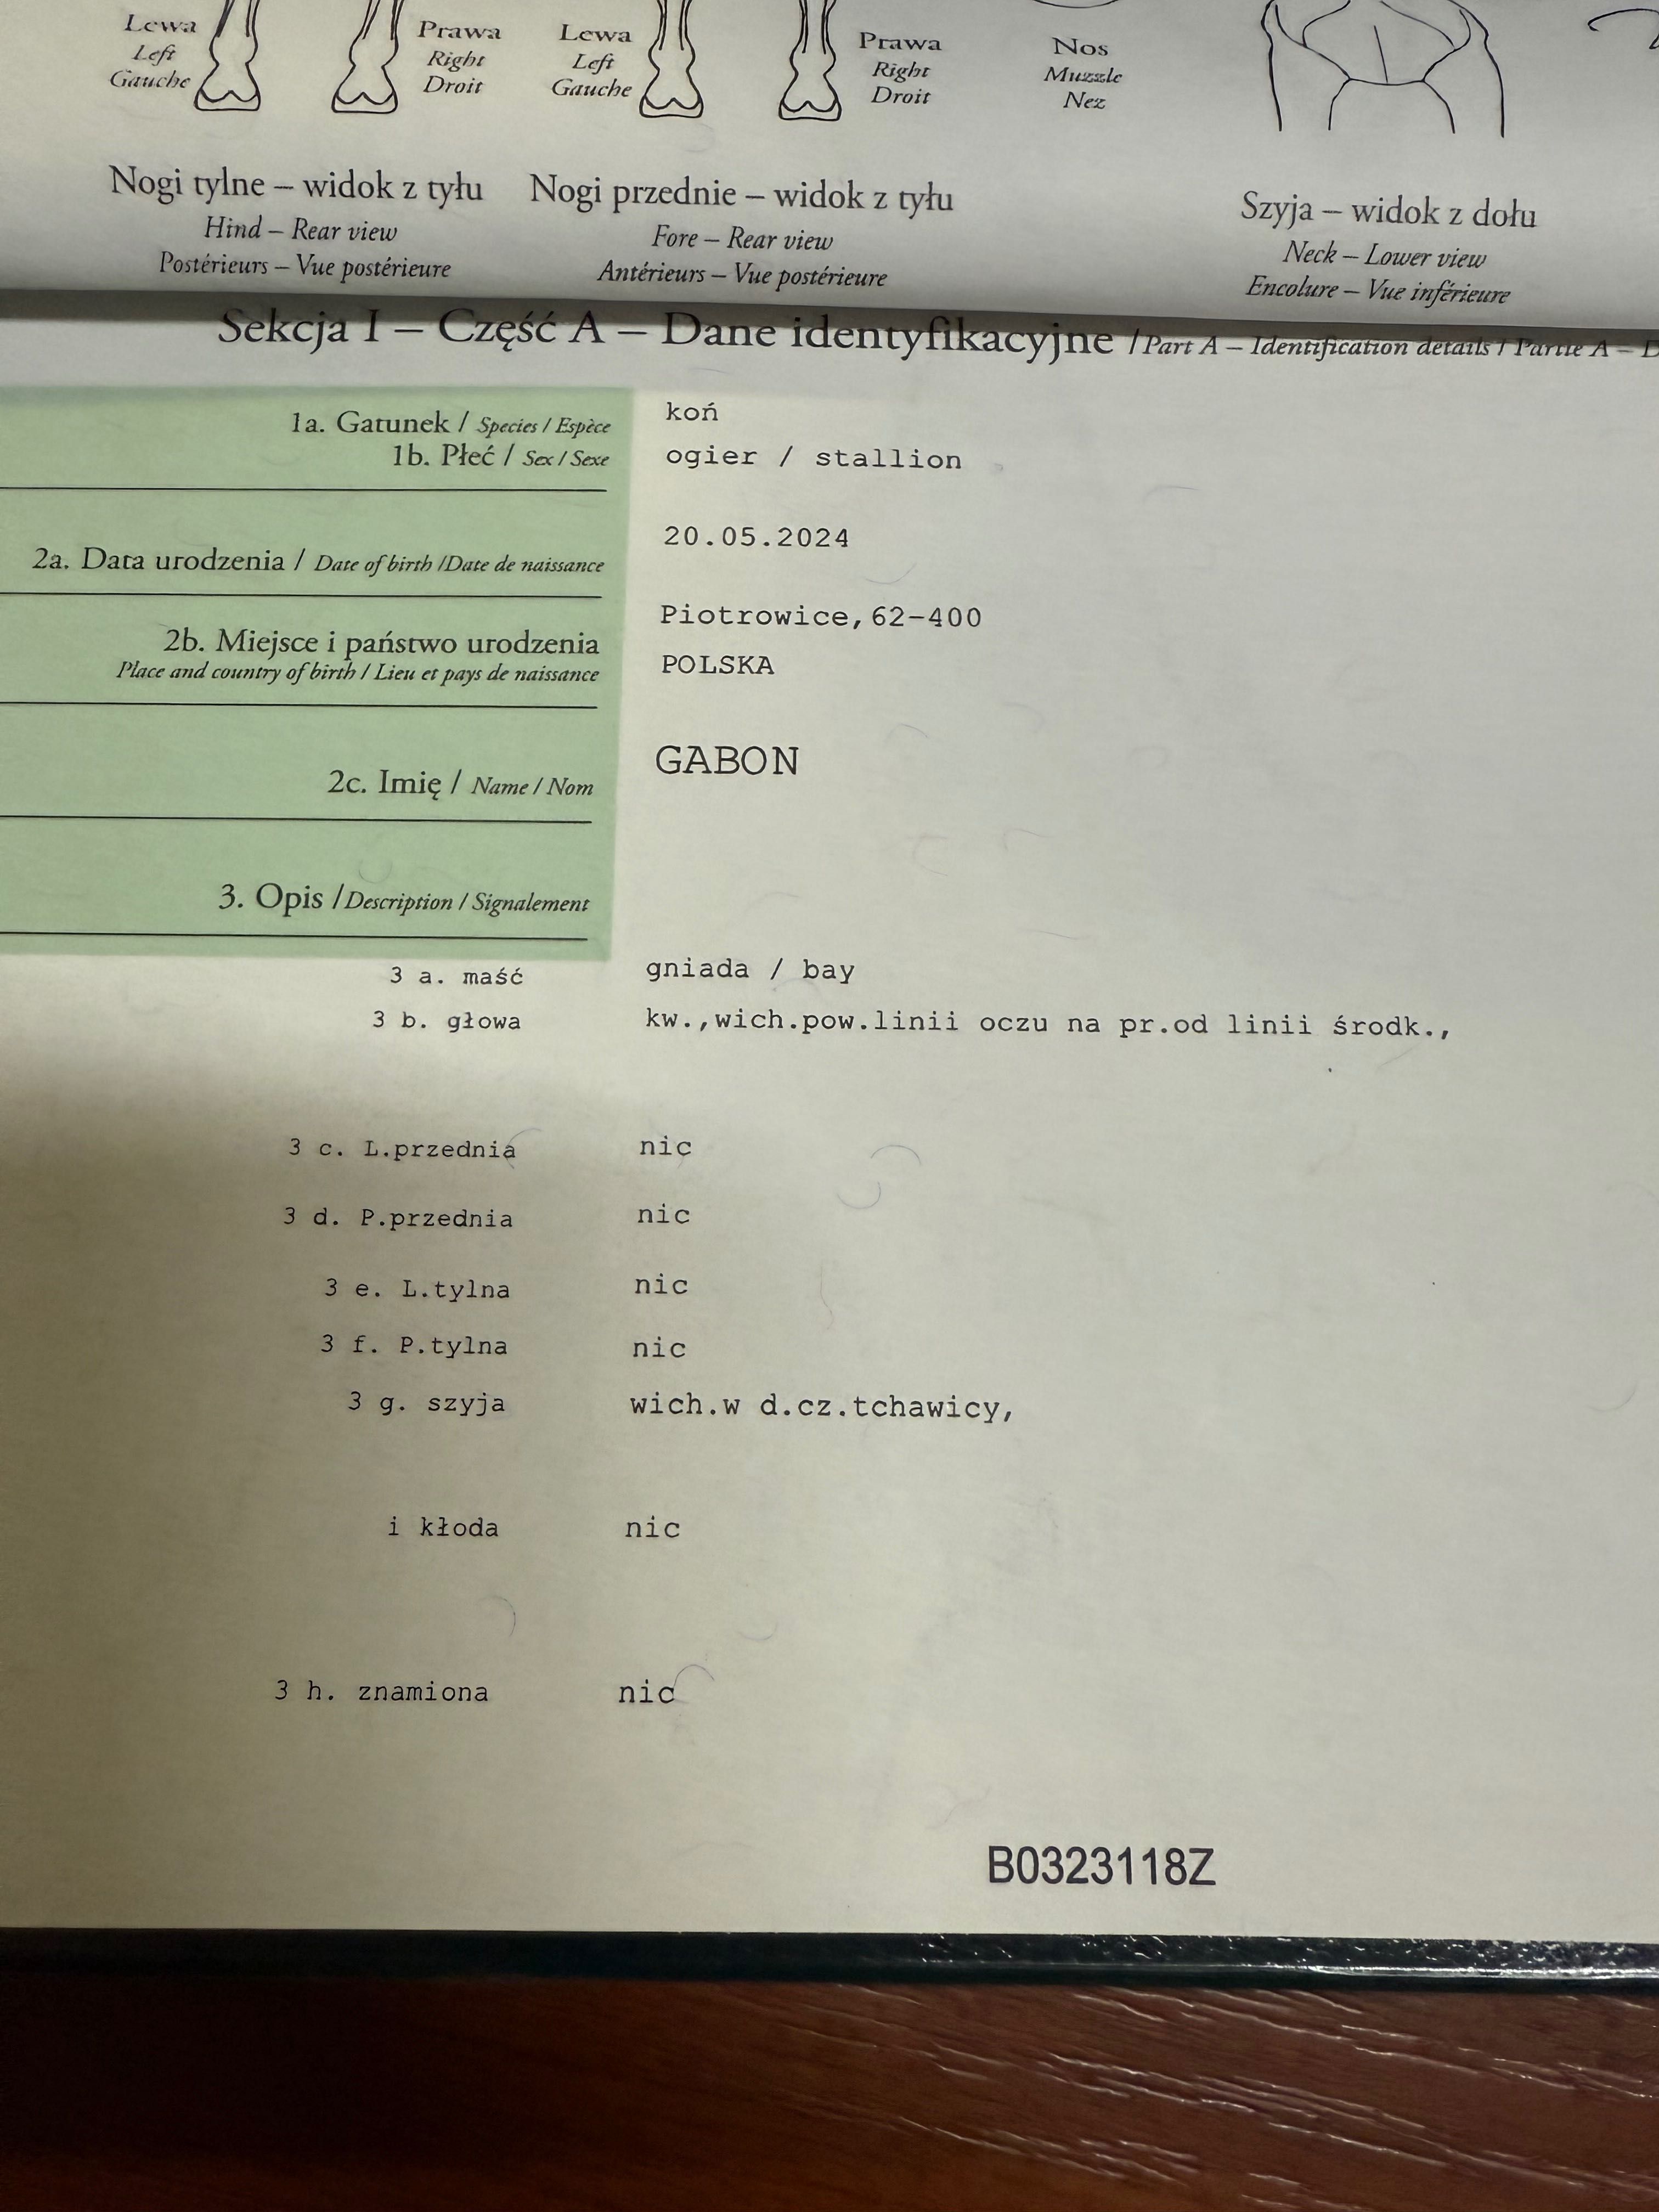 Lewa
Left
Gauche
Prawa
Right
Droit
Lewa
Left
Gauche
Prawa
Right
Droit
Nos
Muzzle
Nez
Nogi tylne – widok z tyłu
Hind – Rear view
Postérieurs – Vue postérieure
Nogi przednie – widok z tyłu
Fore – Rear view
Antérieurs – Vue postérieure
Szyja – widok z dołu
Neck – Lower view
Encolure – Vue inférieure
Sekcja I – Część A – Dane identyfikacyjne / Part A – Identification details / Partie A –
1a. Gatunek / Species / Espèce koń
1b. Płeć / Sex / Sexe ogier / stallion
2a. Data urodzenia / Date of birth /Date de naissance 20.05.2024
2b. Miejsce i państwo urodzenia Piotrowice,62-400
Place and country of birth / Lieu et pays de naissance POLSKA
2c. Imię / Name / Nom GABON
3. Opis /Description / Signalement
3 a. maść gniada / bay
3 b. głowa kw.,wich.pow.linii oczu na pr.od linii środk.,
3 c. L.przednia nic
3 d. P.przednia nic
3 e. L.tylna nic
3 f. P.tylna nic
3 g. szyja wich.w d.cz.tchawicy,
i kłoda nic
3 h. znamiona nic
B0323118Z